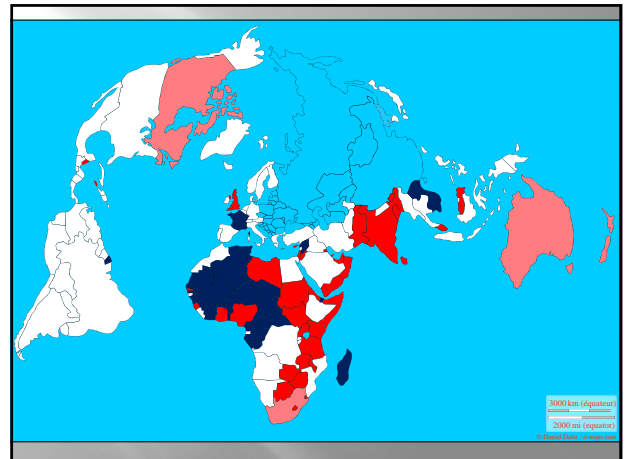 3000 km (équateur)
2000 mi (equator)
© Daniel Dalet / d-maps.com